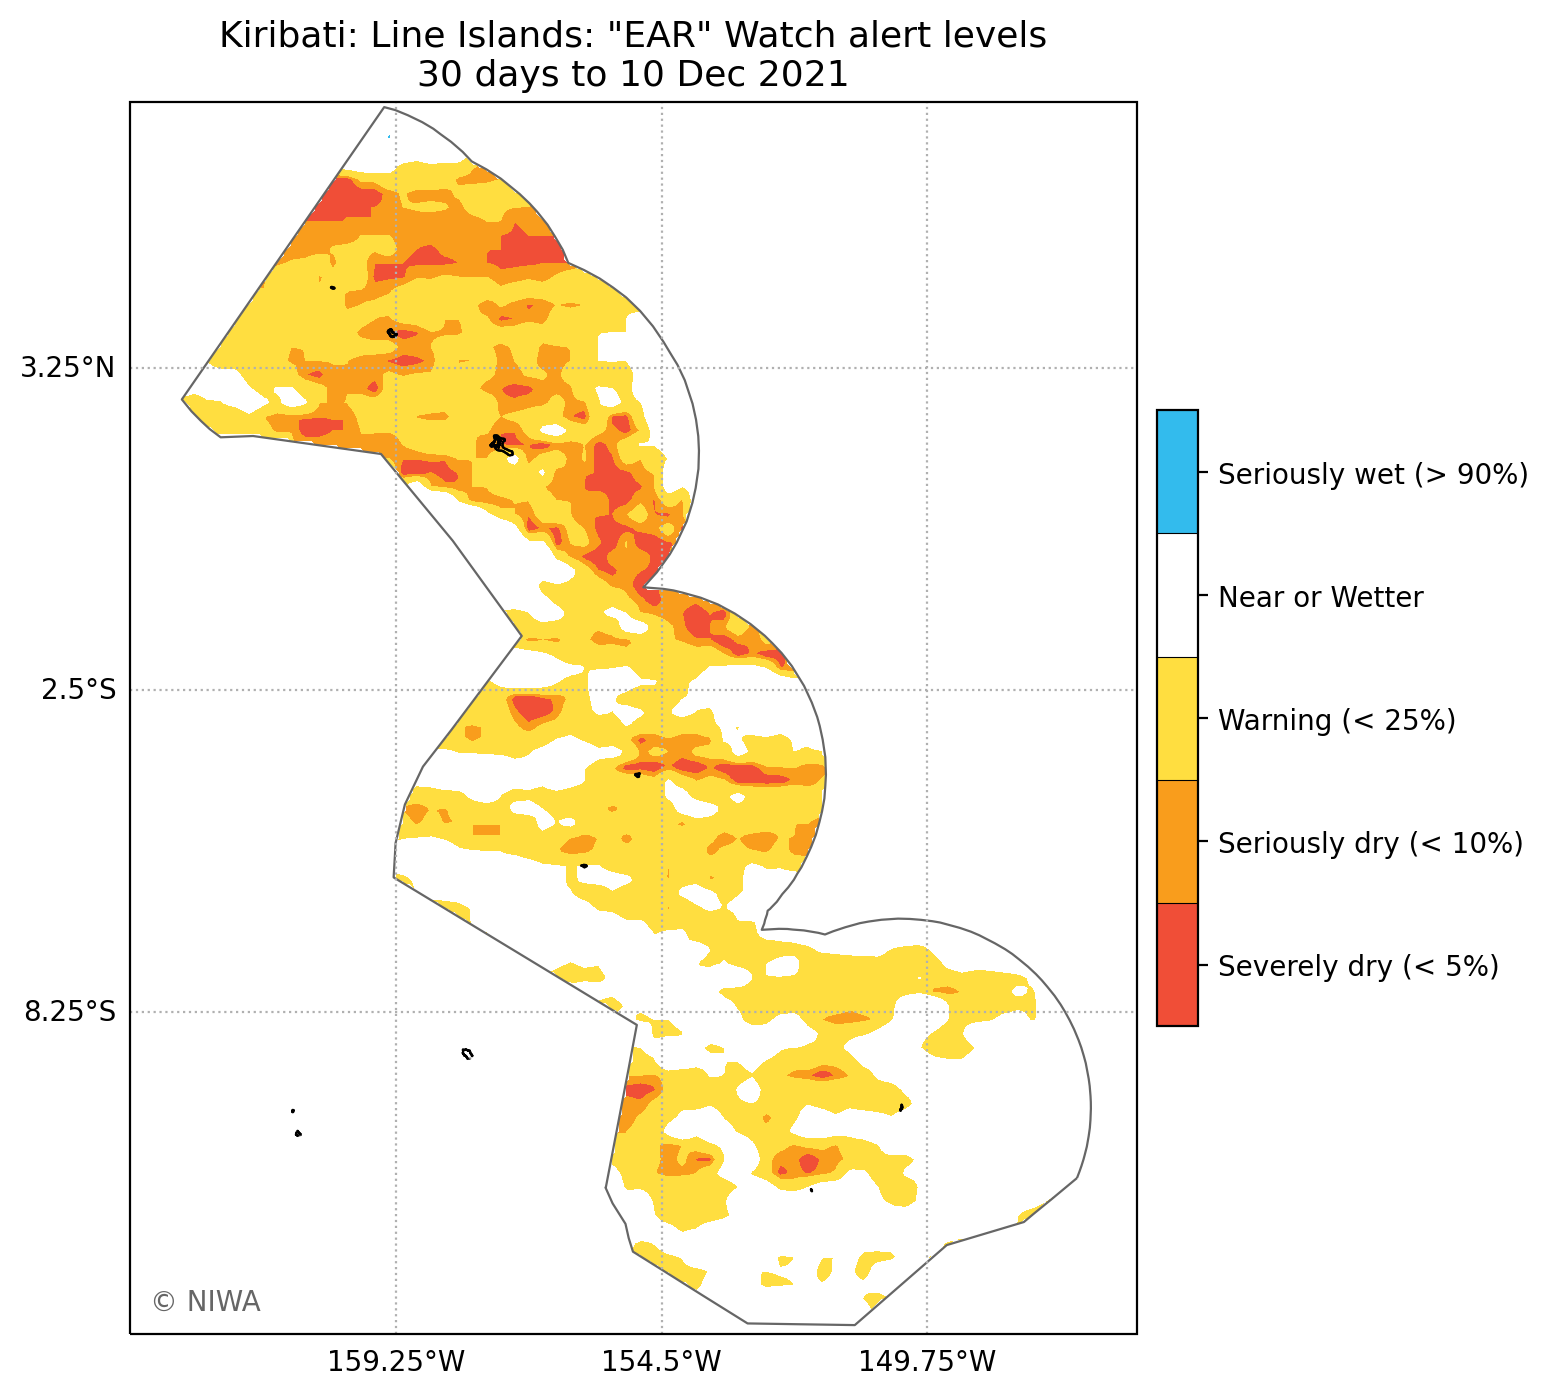 Kiribati: Line Islands: "EAR" Watch alert levels
30 days to 10 Dec 2021
3.25°N
2.5°S
8.25°S
159.25°W
154.5°W
149.75°W
© NIWA
Seriously wet (> 90%)
Near or Wetter
Warning (< 25%)
Seriously dry (< 10%)
Severely dry (< 5%)